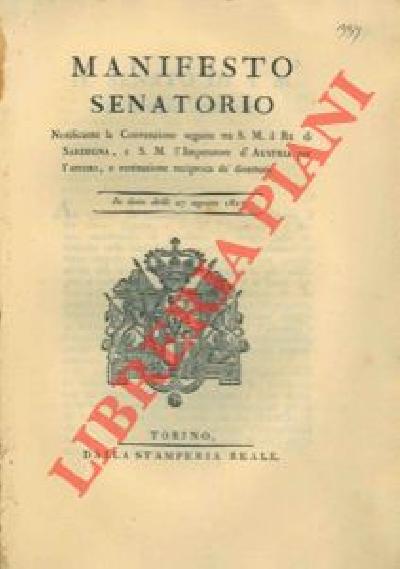 MANIFESTO
SENATORIO
Notificante la Convenzione seguita tra S. M. il RE di
SARDEGNA, e S. M. l'Imperatore d'AUSTRIA per
l'arresto, e restituzione reciproca de' disertori.
In data delli 27 agosto
TORINO,
DALLA STAMPERIA REALE.
LIBRERIA PIANI